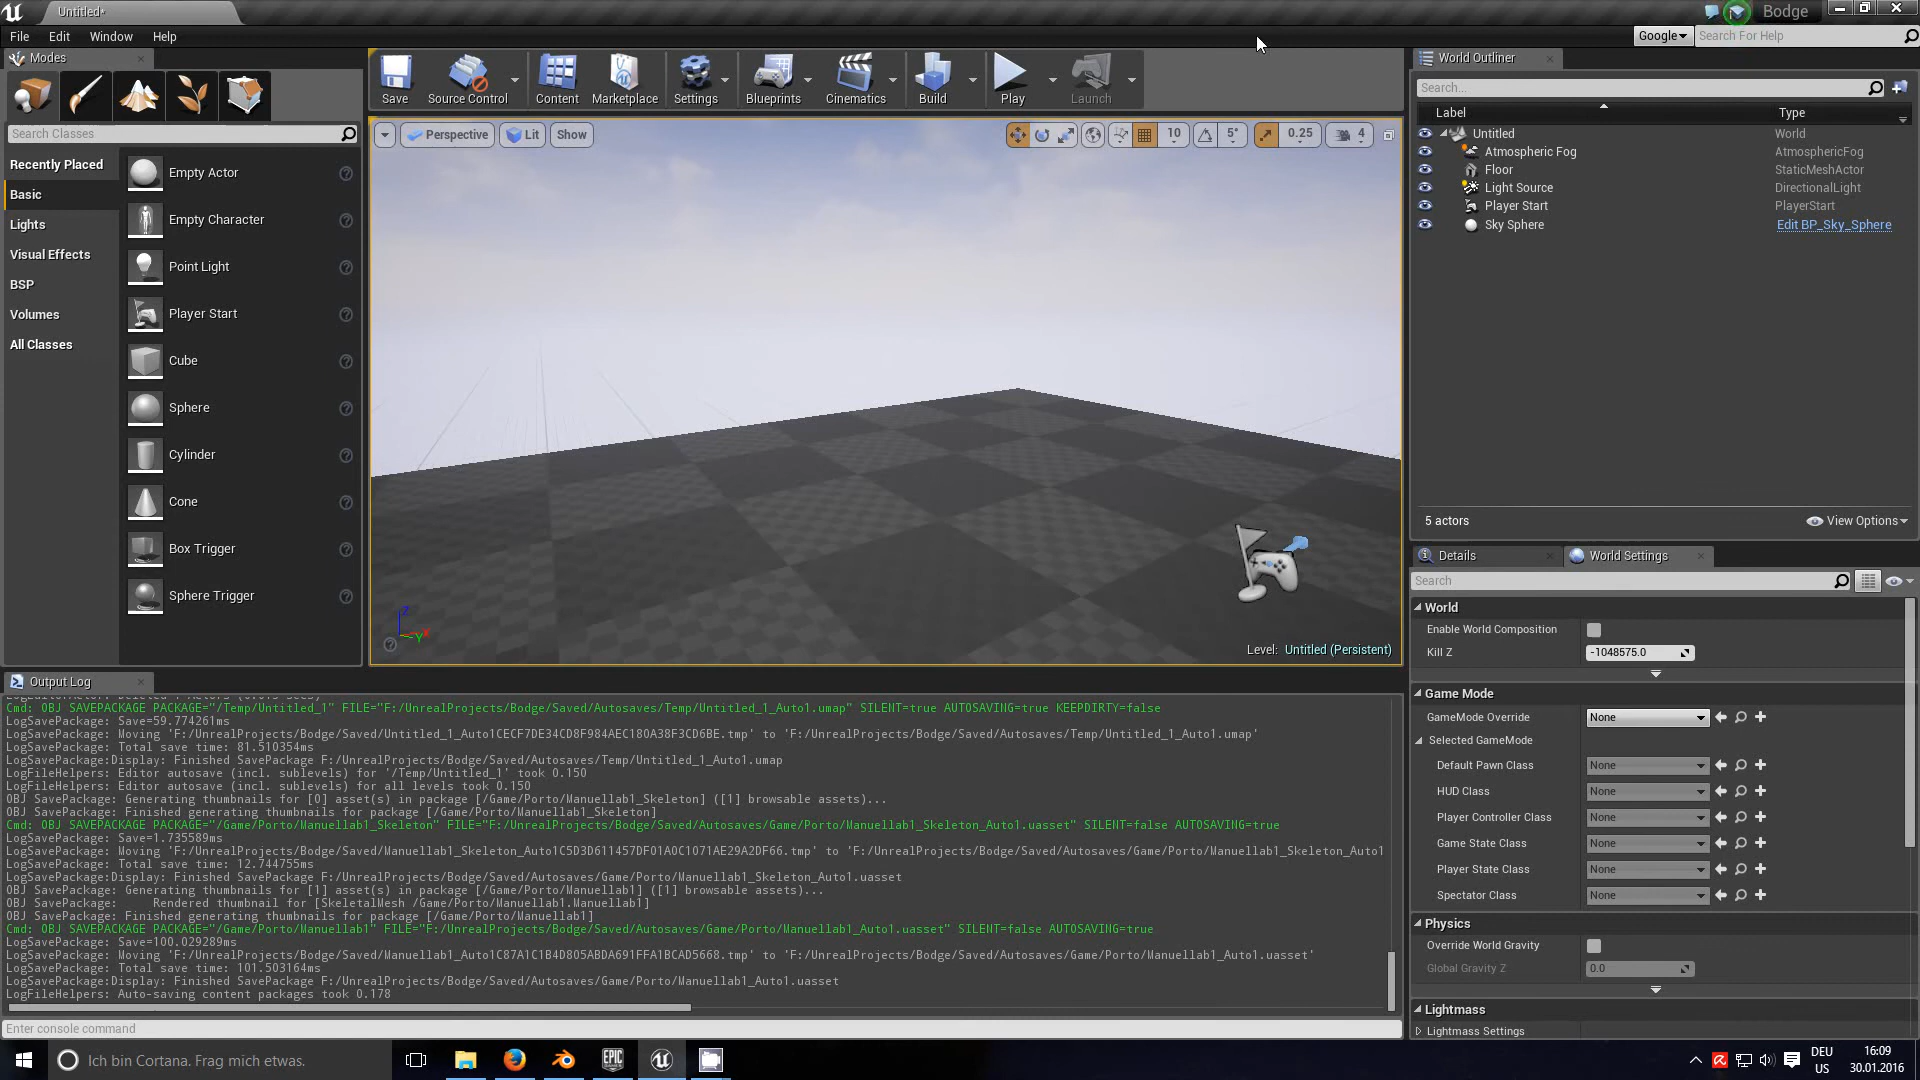 Untitled•
Bodge
File Edit Window Help
Google
Search For Help
Modes
Search Classes
Recently Placed
Basic
Lights
Visual Effects
BSP
Volumes
All Classes
Empty Actor
Empty Character
Point Light
Player Start
Cube
Sphere
Cylinder
Cone
Box Trigger
Sphere Trigger
Save
Source Control
Content
Marketplace
Settings
Blueprints
Cinematics
Build
Play
Launch
Perspective
Lit
Show
10
5°
0.25
4
Z
X
Y
Level: Untitled (Persistent)
World Outliner
Search...
Label Type
Untitled World
Atmospheric Fog AtmosphericFog
Floor StaticMeshActor
Light Source DirectionalLight
Player Start PlayerStart
Sky Sphere Edit BP_Sky_Sphere
5 actors
View Options
Details
World Settings
Search
World
Enable World Composition
Kill Z -1048575.0
Game Mode
GameMode Override None
Selected GameMode
Default Pawn Class None
HUD Class None
Player Controller Class None
Game State Class None
Player State Class None
Spectator Class None
Physics
Override World Gravity
Global Gravity Z 0.0
Lightmass
Lightmass Settings
Output Log
Cmd: OBJ SAVEPACKAGE PACKAGE="/Temp/Untitled_1" FILE="F:/UnrealProjects/Bodge/Saved/Autosaves/Temp/Untitled_1_Auto1.umap" SILENT=true AUTOSAVING=true KEEPDIRTY=false
LogSavePackage: Save=59.774261ms
LogSavePackage: Moving 'F:/UnrealProjects/Bodge/Saved/Untitled_1_Auto1CECF7DE34CD8F984AEC180A38F3CD6BE.tmp' to 'F:/UnrealProjects/Bodge/Saved/Autosaves/Temp/Untitled_1_Auto1.umap'
LogSavePackage: Total save time: 81.510354ms
LogSavePackage:Display: Finished SavePackage F:/UnrealProjects/Bodge/Saved/Autosaves/Temp/Untitled_1_Auto1.umap
LogFileHelpers: Editor autosave (incl. sublevels) for '/Temp/Untitled_1' took 0.150
LogFileHelpers: Editor autosave (incl. sublevels) for all levels took 0.150
OBJ SavePackage: Generating thumbnails for [0] asset(s) in package [/Game/Porto/Manuellab1_Skeleton] ([1] browsable assets)...
OBJ SavePackage: Finished generating thumbnails for package [/Game/Porto/Manuellab1_Skeleton]
Cmd: OBJ SAVEPACKAGE PACKAGE="/Game/Porto/Manuellab1_Skeleton" FILE="F:/UnrealProjects/Bodge/Saved/Autosaves/Game/Porto/Manuellab1_Skeleton_Auto1.uasset" SILENT=false AUTOSAVING=true
LogSavePackage: Save=1.735589ms
LogSavePackage: Moving 'F:/UnrealProjects/Bodge/Saved/Manuellab1_Skeleton_Auto1C5D3D611457DF01A0C1071AE29A2DF66.tmp' to 'F:/UnrealProjects/Bodge/Saved/Autosaves/Game/Porto/Manuellab1_Skeleton_Auto1
LogSavePackage: Total save time: 12.744755ms
LogSavePackage:Display: Finished SavePackage F:/UnrealProjects/Bodge/Saved/Autosaves/Game/Porto/Manuellab1_Skeleton_Auto1.uasset
OBJ SavePackage: Generating thumbnails for [1] asset(s) in package [/Game/Porto/Manuellab1] ([1] browsable assets)...
OBJ SavePackage: Rendered thumbnail for [SkeletalMesh /Game/Porto/Manuellab1.Manuellab1]
OBJ SavePackage: Finished generating thumbnails for package [/Game/Porto/Manuellab1]
Cmd: OBJ SAVEPACKAGE PACKAGE="/Game/Porto/Manuellab1" FILE="F:/UnrealProjects/Bodge/Saved/Autosaves/Game/Porto/Manuellab1_Auto1.uasset" SILENT=false AUTOSAVING=true
LogSavePackage: Save=100.029289ms
LogSavePackage: Moving 'F:/UnrealProjects/Bodge/Saved/Manuellab1_Auto1C87A1C1B4D805ABDA691FFA1BCAD5668.tmp' to 'F:/UnrealProjects/Bodge/Saved/Autosaves/Game/Porto/Manuellab1_Auto1.uasset'
LogSavePackage: Total save time: 101.503164ms
LogSavePackage:Display: Finished SavePackage F:/UnrealProjects/Bodge/Saved/Autosaves/Game/Porto/Manuellab1_Auto1.uasset
LogFileHelpers: Auto-saving content packages took 0.178
Enter console command
Ich bin Cortana. Frag mich etwas.
EPIC GAMES
DEU
US
16:09
30.01.2016